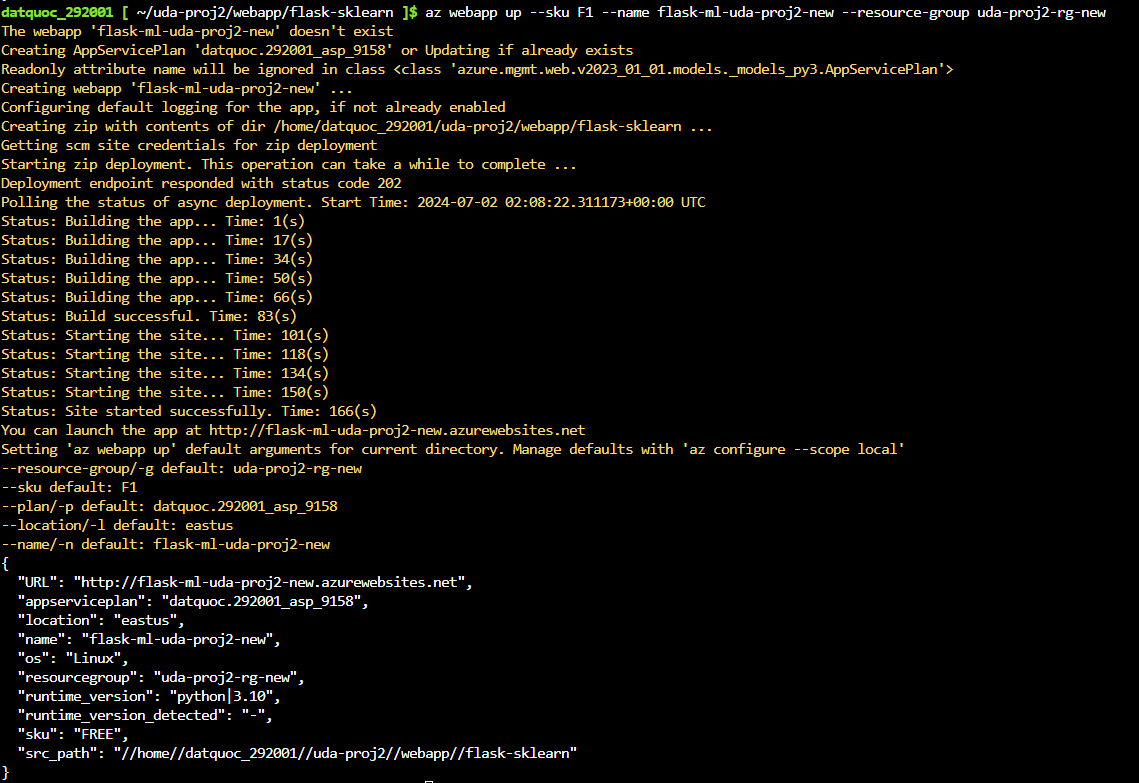 datquoc_292001 [ ~/uda-proj2/webapp/flask-sklearn ]$ az webapp up --sku F1 --name flask-ml-uda-proj2-new --resource-group uda-proj2-rg-new
The webapp 'flask-ml-uda-proj2-new' doesn't exist
Creating AppServicePlan 'datquoc.292001_asp_9158' or Updating if already exists
Readonly attribute name will be ignored in class <class 'azure.mgmt.web.v2023_01_01.models._models_py3.AppServicePlan'>
Creating webapp 'flask-ml-uda-proj2-new' ...
Configuring default logging for the app, if not already enabled
Creating zip with contents of dir /home/datquoc_292001/uda-proj2/webapp/flask-sklearn ...
Getting scm site credentials for zip deployment
Starting zip deployment. This operation can take a while to complete ...
Deployment endpoint responded with status code 202
Polling the status of async deployment. Start Time: 2024-07-02 02:08:22.311173+00:00 UTC
Status: Building the app... Time: 1(s)
Status: Building the app... Time: 17(s)
Status: Building the app... Time: 34(s)
Status: Building the app... Time: 50(s)
Status: Building the app... Time: 66(s)
Status: Build successful. Time: 83(s)
Status: Starting the site... Time: 101(s)
Status: Starting the site... Time: 118(s)
Status: Starting the site... Time: 134(s)
Status: Starting the site... Time: 150(s)
Status: Site started successfully. Time: 166(s)
You can launch the app at http://flask-ml-uda-proj2-new.azurewebsites.net
Setting 'az webapp up' default arguments for current directory. Manage defaults with 'az configure --scope local'
--resource-group/-g default: uda-proj2-rg-new
--sku default: F1
--plan/-p default: datquoc.292001_asp_9158
--location/-l default: eastus
--name/-n default: flask-ml-uda-proj2-new
{
  "URL": "http://flask-ml-uda-proj2-new.azurewebsites.net",
  "appserviceplan": "datquoc.292001_asp_9158",
  "location": "eastus",
  "name": "flask-ml-uda-proj2-new",
  "os": "Linux",
  "resourcegroup": "uda-proj2-rg-new",
  "runtime_version": "python|3.10",
  "runtime_version_detected": "-",
  "sku": "FREE",
  "src_path": "//home//datquoc_292001//uda-proj2//webapp//flask-sklearn"
}